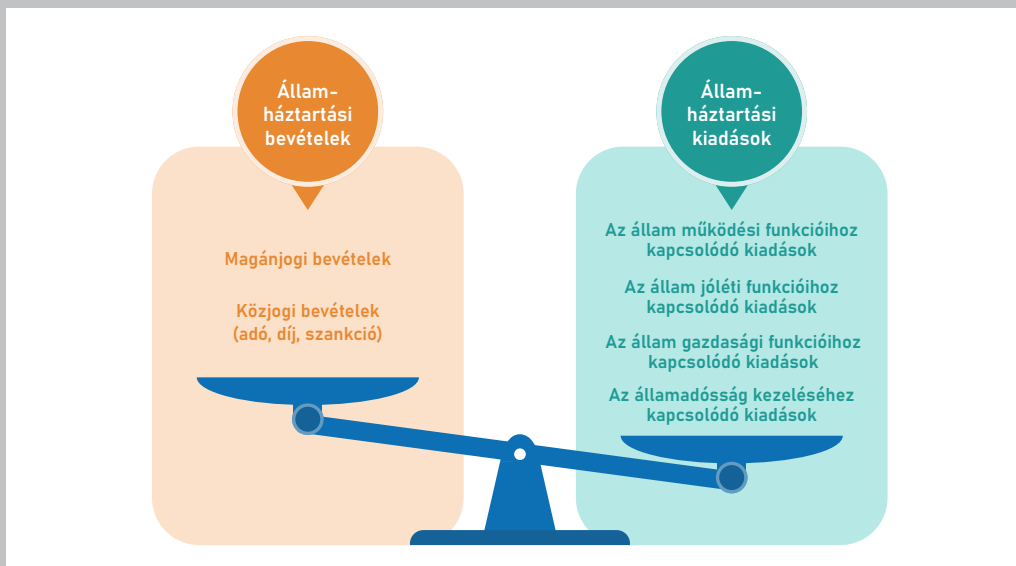 Állam-
háztartási
bevételek
Magánjogi bevételek
Közjogi bevételek
(adó, díj, szankció)
Állam-
háztartási
kiadások
Az állam működési funkcióihoz
kapcsolódó kiadások
Az állam jóléti funkcióihoz
kapcsolódó kiadások
Az állam gazdasági funkcióihoz
kapcsolódó kiadások
Az államadósság kezeléséhez
kapcsolódó kiadások